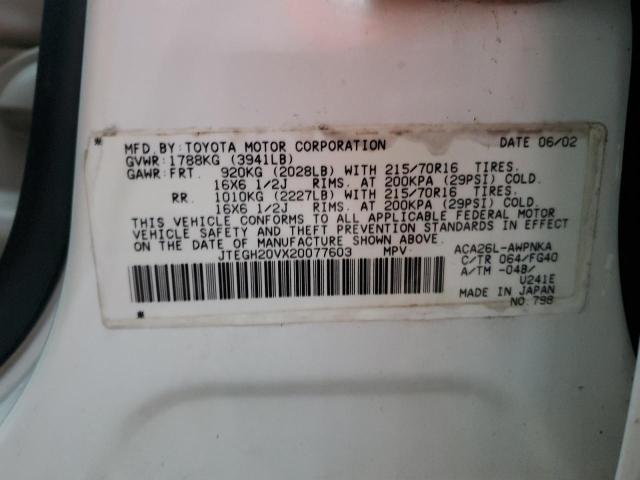 * MFD. BY: TOYOTA MOTOR CORPORATION DATE 06/02
GVWR: 1788KG (3941LB)
GAWR: FRT. 920KG (2028LB) WITH 215/70R16 TIRES.
16X6 1/2J RIMS. AT 200KPA (29PSI) COLD.
RR. 1010KG (2227LB) WITH 215/70R16 TIRES.
16X6 1/2J RIMS. AT 200KPA (29PSI) COLD.
THIS VEHICLE CONFORMS TO ALL APPLICABLE FEDERAL MOTOR
VEHICLE SAFETY AND THEFT PREVENTION STANDARDS IN EFFECT
ON THE DATE OF MANUFACTURE SHOWN ABOVE.
JTEGH20VX20077603 MPV ACA26L-AWPNKA
C/TR 064/FG40
A/TM -04B/
U241E
MADE IN JAPAN
* NO. 798